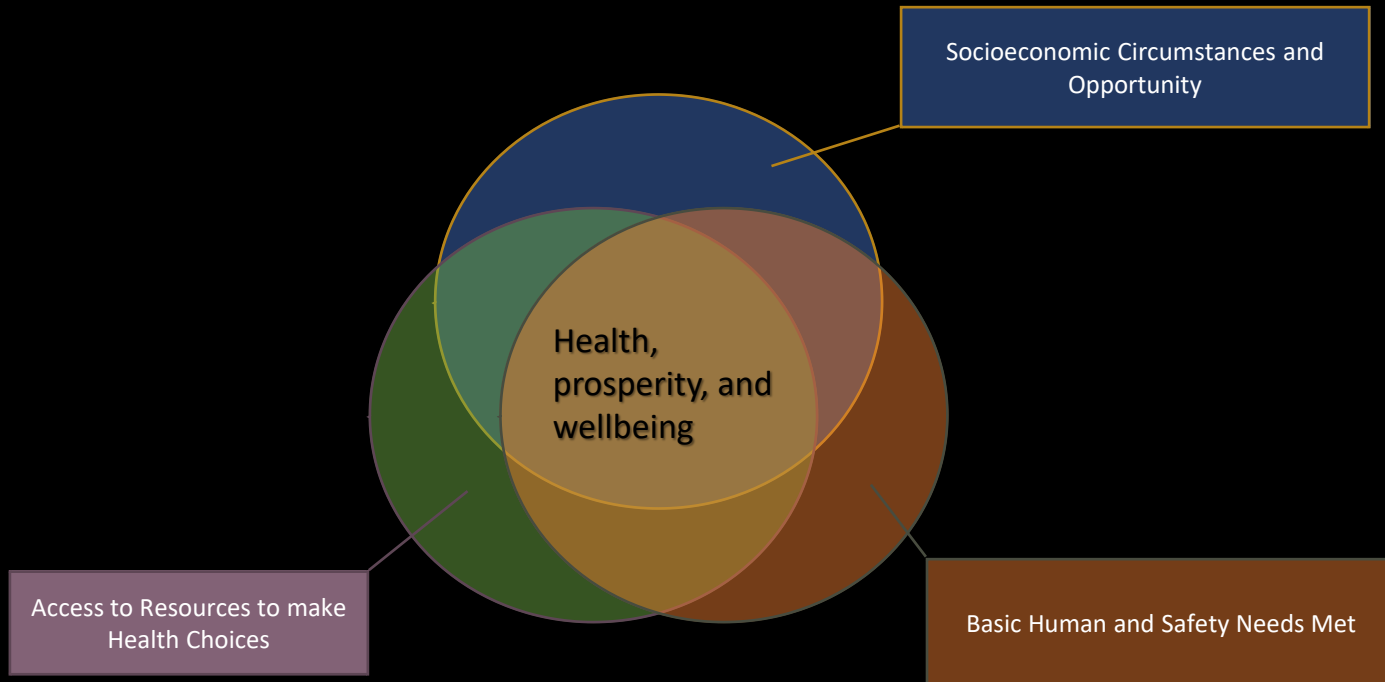 Socioeconomic Circumstances and
Opportunity
Health,
prosperity, and
wellbeing
Access to Resources to make
Health Choices
Basic Human and Safety Needs Met